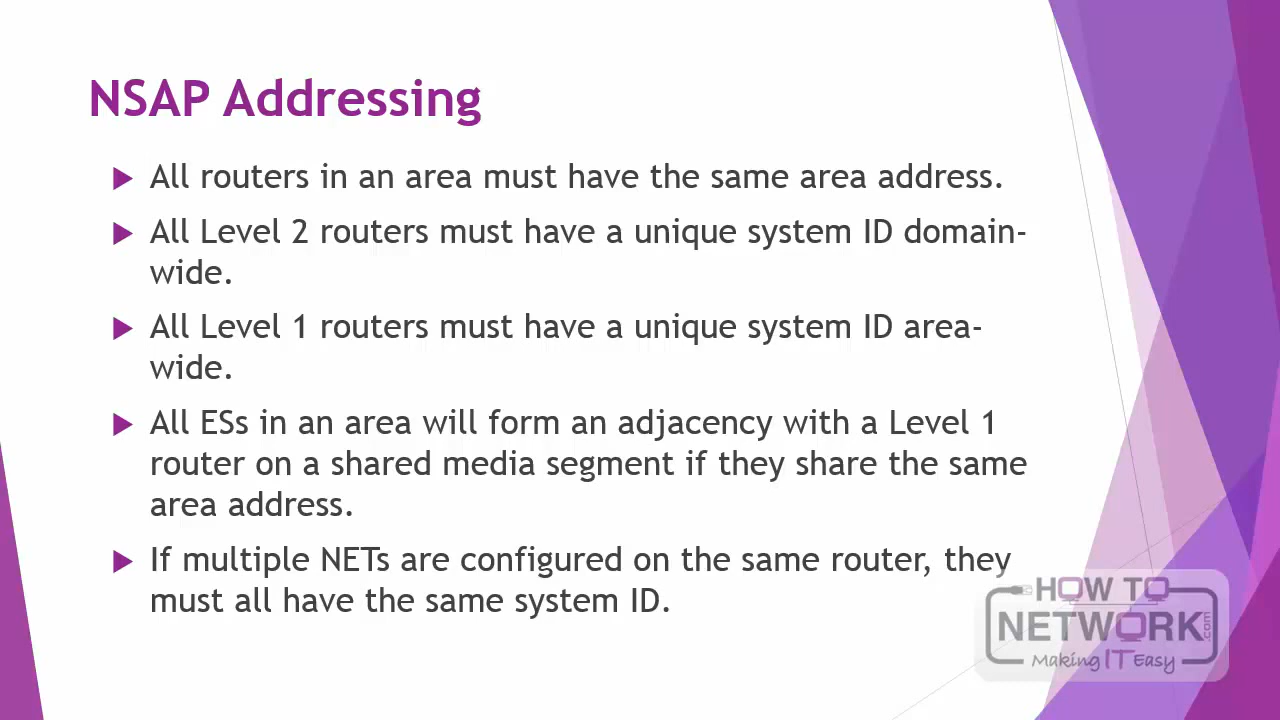 NSAP Addressing
All routers in an area must have the same area address.
All Level 2 routers must have a unique system ID domain-
wide.
All Level 1 routers must have a unique system ID area-
wide.
All ESs in an area will form an adjacency with a Level 1
router on a shared media segment if they share the same
area address.
If multiple NETs are configured on the same router, they
must all have the same system ID.
HOW TO
NETWORK.com
Making IT Easy